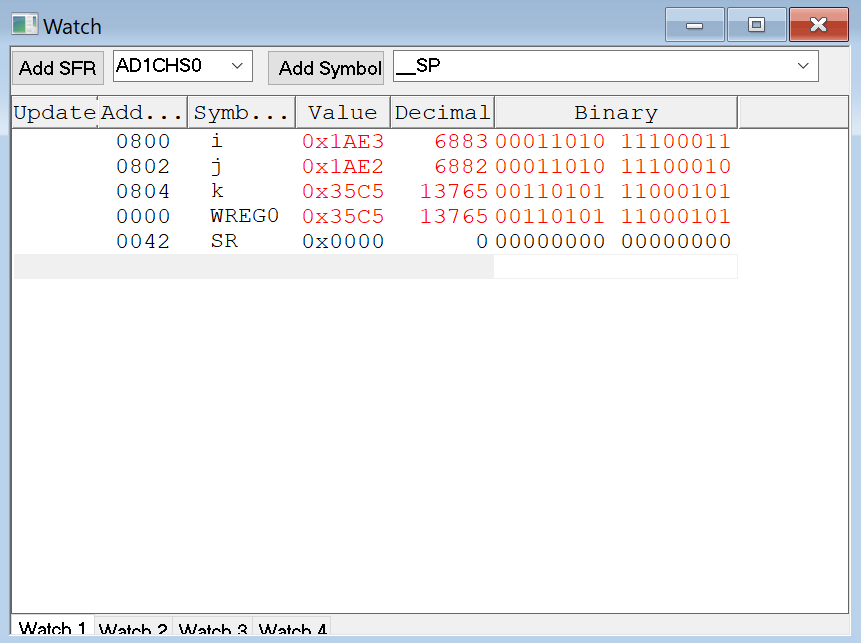 Watch
Add SFR AD1CHS0 Add Symbol __SP
Update Add... Symb... Value Decimal Binary
0800 i 0x1AE3 6883 00011010 11100011
0802 j 0x1AE2 6882 00011010 11100010
0804 k 0x35C5 13765 00110101 11000101
0000 WREG0 0x35C5 13765 00110101 11000101
0042 SR 0x0000 0 00000000 00000000
Watch 1 Watch 2 Watch 3 Watch 4